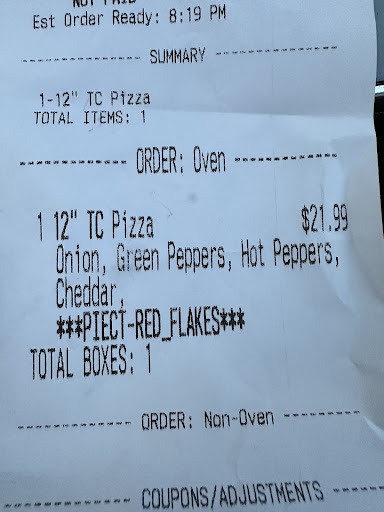 NOT PAID
Est Order Ready: 8:19 PM
---------------- SUMMARY ----------------
1-12" TC Pizza
TOTAL ITEMS: 1
-------------- ORDER: Oven --------------
1 12" TC Pizza $21.99
Onion, Green Peppers, Hot Peppers,
Cheddar,
***PIECT-RED_FLAKES***
TOTAL BOXES: 1
------------ ORDER: Non-Oven ------------
---------- COUPONS/ADJUSTMENTS ----------